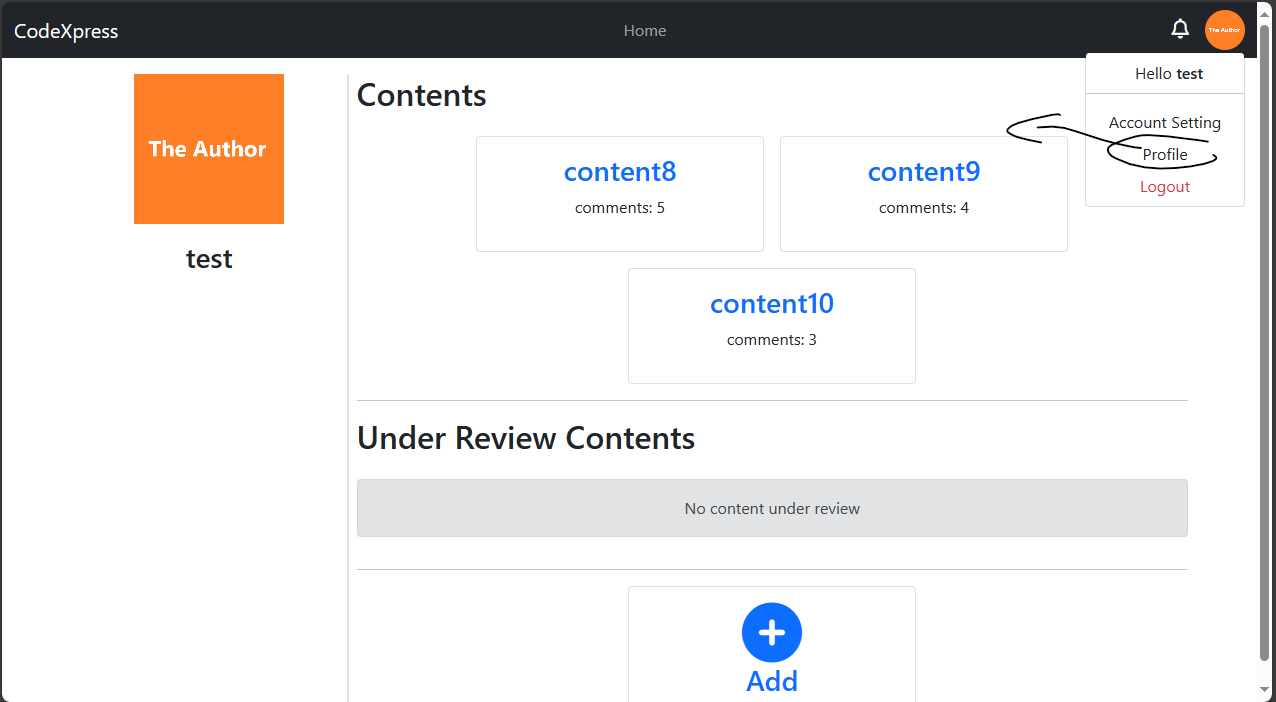 CodeXpress
Home
The Author
Hello test
Account Setting
Profile
Logout
The Author
test
Contents
content8
comments: 5
content9
comments: 4
content10
comments: 3
Under Review Contents
No content under review
Add